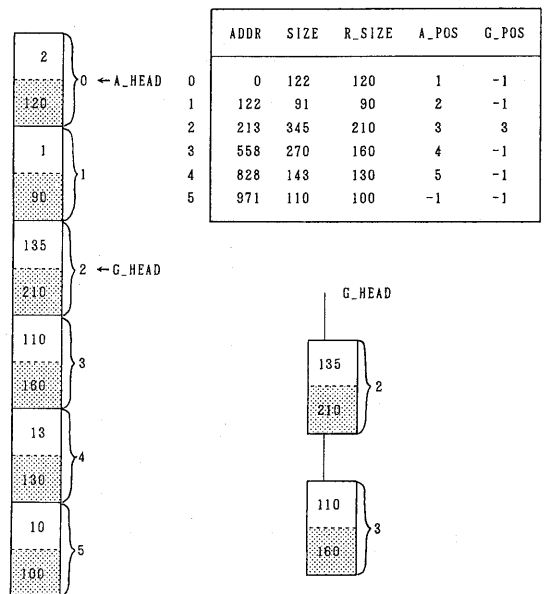 ADDR SIZE R_SIZE A_POS G_POS
0 0 122 120 1 -1
1 122 91 90 2 -1
2 213 345 210 3 3
3 558 270 160 4 -1
4 828 143 130 5 -1
5 971 110 100 -1 -1
2
0 ←A_HEAD
120
1
1
90
135
2 ←G_HEAD
210
110
3
160
13
4
130
10
5
100
G_HEAD
135
2
210
110
3
160